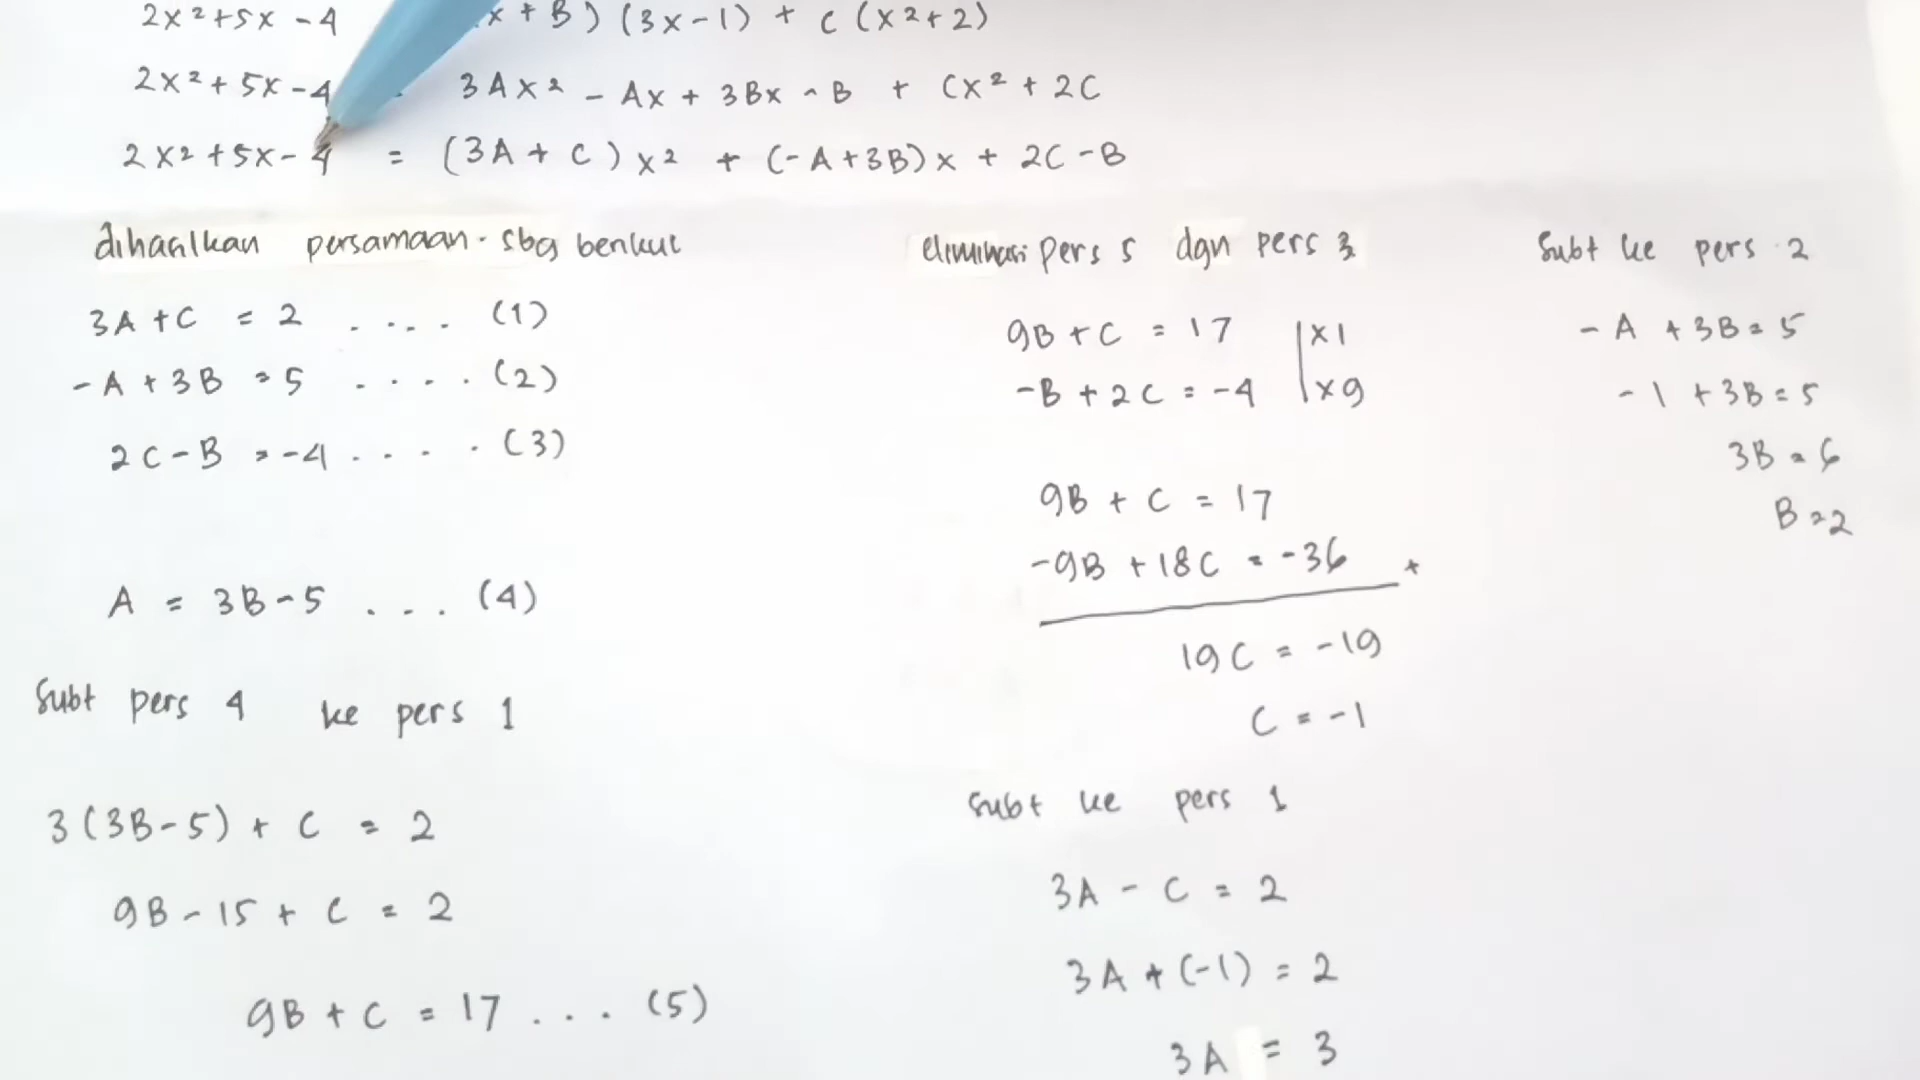 2x²+5x-4 x + B) (3x-1) + C (x²+2)
2x²+5x-4 3Ax² - Ax + 3Bx - B + Cx² + 2C
2x²+5x-4 = (3A + C) x² + (-A+3B)x + 2C-B
dihasilkan persamaan sbg berikut
3A+C = 2 .... (1)
-A + 3B = 5 .... (2)
2C-B = -4 .... (3)
A = 3B-5 ... (4)
Subt pers 4 ke pers 1
3(3B-5) + C = 2
9B-15 + C = 2
9B + C = 17 ... (5)
eliminasi pers 5 dgn pers 3
9B + C = 17 | x1
-B + 2C = -4 | x9
9B + C = 17
-9B + 18C = -36 +
19C = -19
C = -1
Subt ke pers 1
3A - C = 2
3A + (-1) = 2
3A = 3
Subt ke pers 2
-A + 3B = 5
-1 + 3B = 5
3B = 6
B = 2